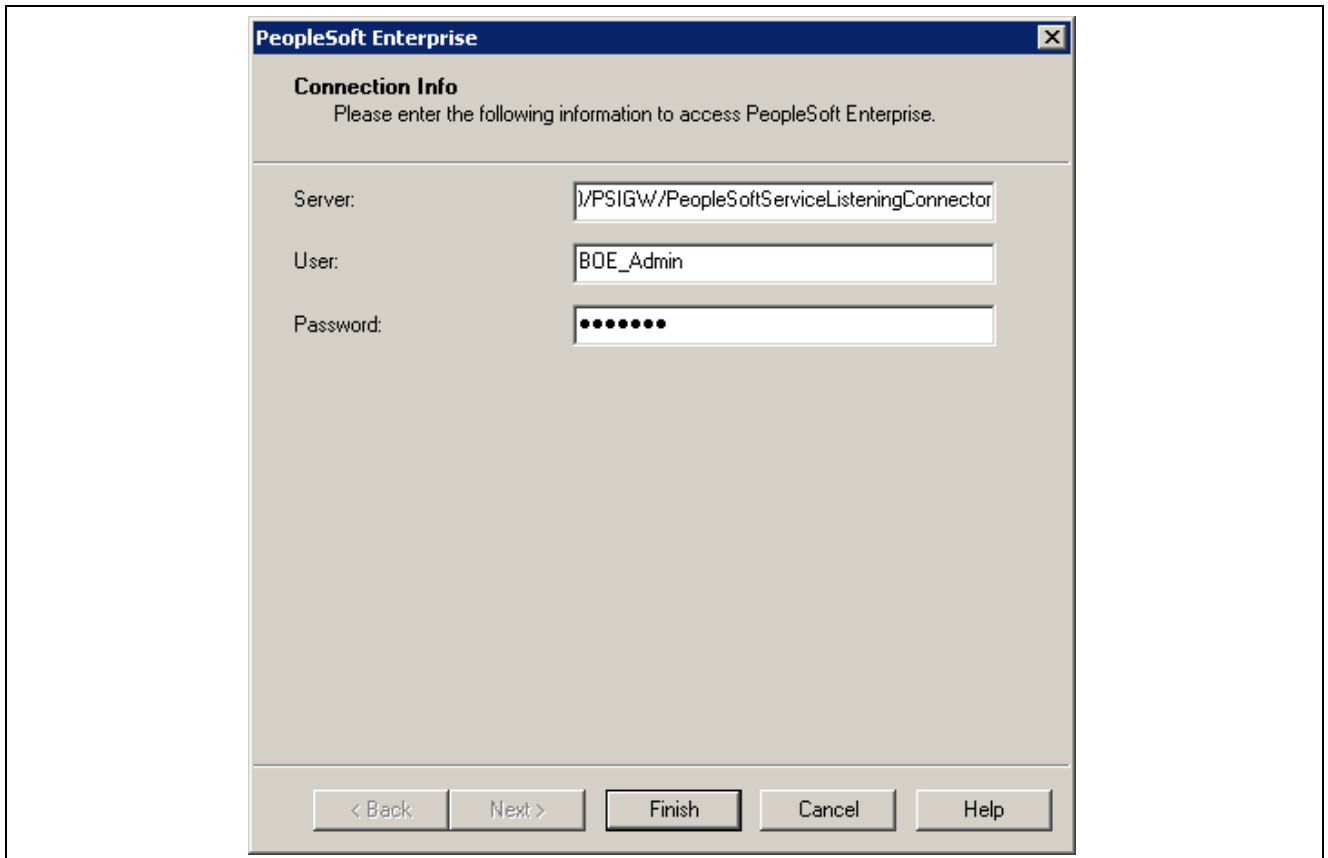 PeopleSoft Enterprise
Connection Info
Please enter the following information to access PeopleSoft Enterprise.
Server: /PSIGW/PeopleSoftServiceListeningConnector
User: BOE_Admin
Password: •••••••
< Back Next > Finish Cancel Help